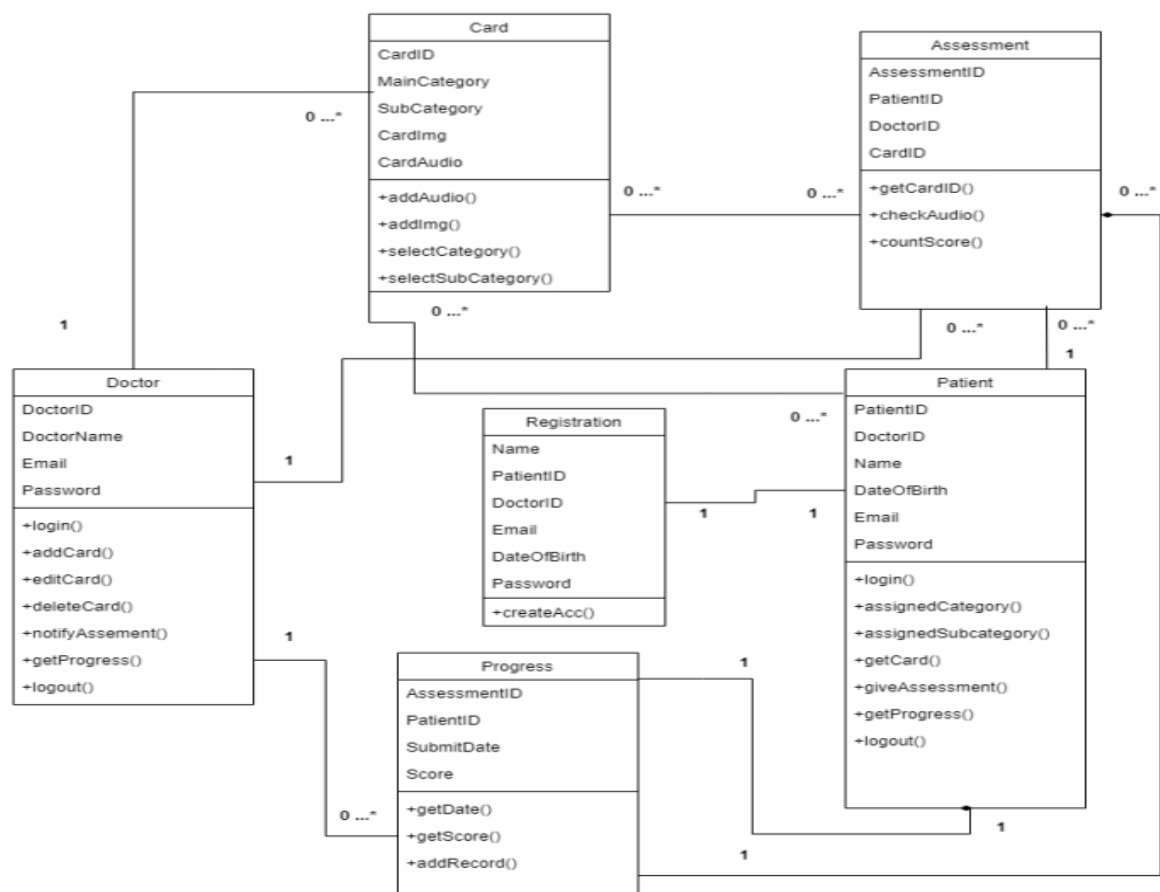 Card
CardID
MainCategory
SubCategory
CardImg
CardAudio
+addAudio()
+addImg()
+selectCategory()
+selectSubCategory()
Assessment
AssessmentID
PatientID
DoctorID
CardID
+getCardID()
+checkAudio()
+countScore()
0 ...*
0 ...*
0 ...*
0 ...*
0 ...*
0 ...*
0 ...*
1
1
Doctor
DoctorID
DoctorName
Email
Password
+login()
+addCard()
+editCard()
+deleteCard()
+notifyAssement()
+getProgress()
+logout()
1
1
0 ...*
Registration
Name
PatientID
DoctorID
Email
DateOfBirth
Password
+createAcc()
1
1
0 ...*
Patient
PatientID
DoctorID
Name
DateOfBirth
Email
Password
+login()
+assignedCategory()
+assignedSubcategory()
+getCard()
+giveAssessment()
+getProgress()
+logout()
Progress
AssessmentID
PatientID
SubmitDate
Score
+getDate()
+getScore()
+addRecord()
1
1
1